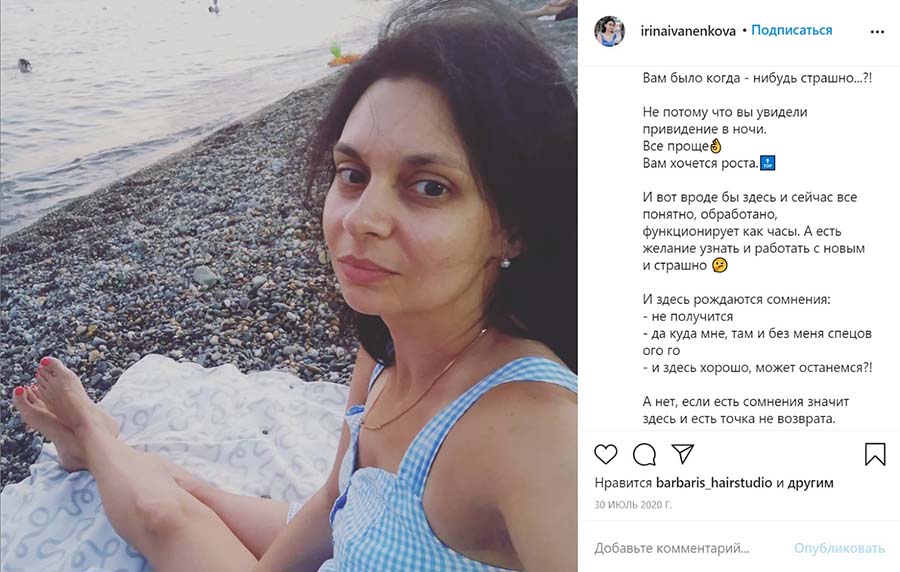 irinaivanenkova • Подписаться
Вам было когда - нибудь страшно...?!
Не потому что вы увидели
привидение в ночи.
Все проще👌
Вам хочется роста.🔝
И вот вроде бы здесь и сейчас все
понятно, обработано,
функционирует как часы. А есть
желание узнать и работать с новым
и страшно 🤔
И здесь рождаются сомнения:
- не получится
- да куда мне, там и без меня спецов
ого го
- и здесь хорошо, может останемся?!
А нет, если есть сомнения значит
здесь и есть точка не возврата.
Нравится barbaris_hairstudio и другим
30 ИЮЛЬ 2020 Г.
Добавьте комментарий... Опубликовать